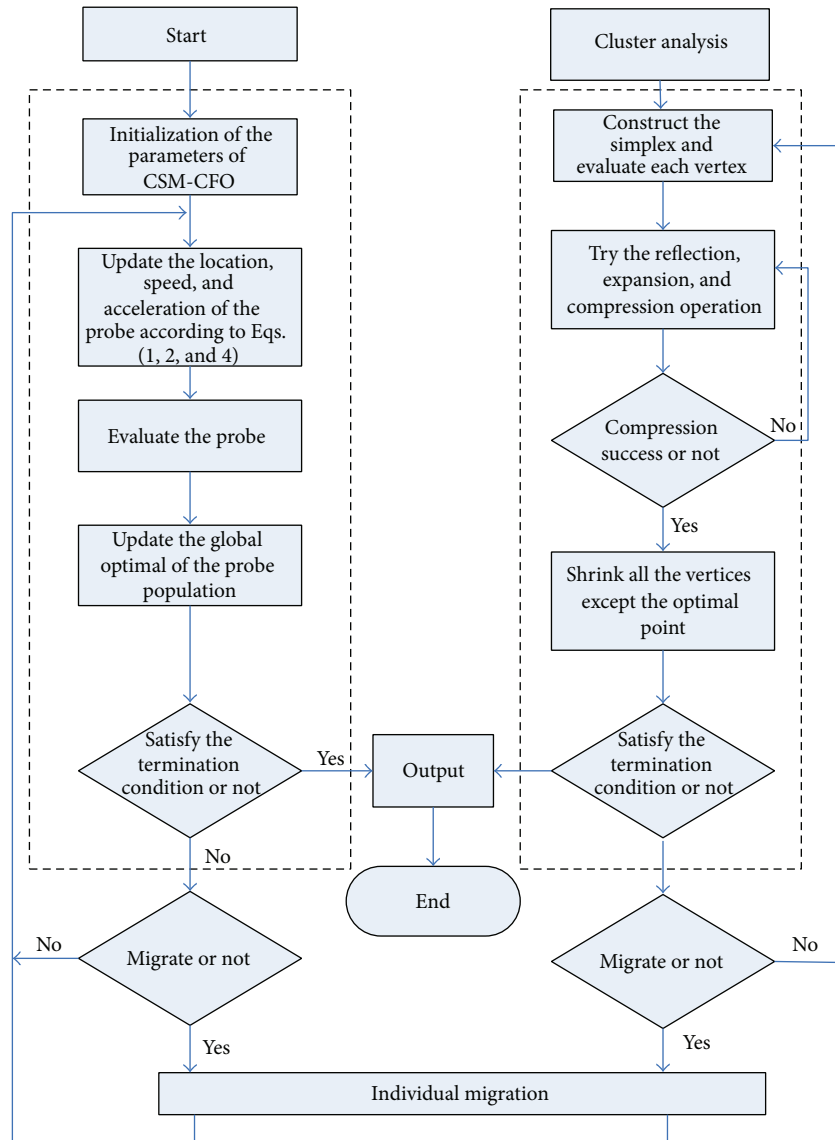 Start
Initialization of the
parameters of
CSM-CFO
Update the location,
speed, and
acceleration of the
probe according to Eqs.
(1, 2, and 4)
Evaluate the probe
Update the global
optimal of the probe
population
Satisfy the
termination
condition or not
Yes
No
Migrate or not
No
Yes
Output
End
Cluster analysis
Construct the
simplex and
evaluate each vertex
Try the reflection,
expansion, and
compression operation
Compression
success or not
No
Yes
Shrink all the vertices
except the optimal
point
Satisfy the
termination
condition or not
Migrate or not
No
Yes
Individual migration